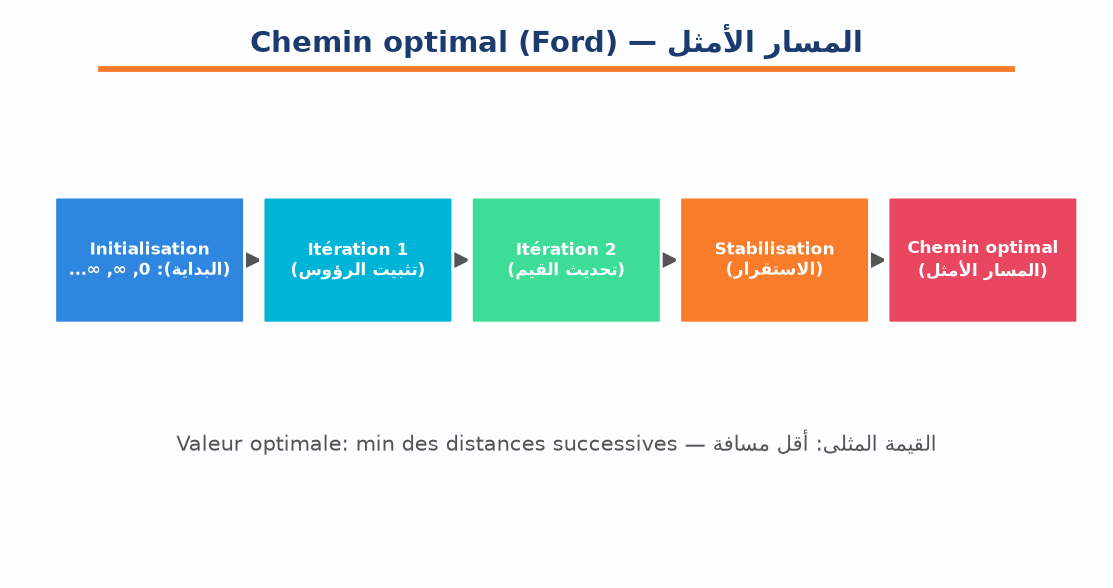 Chemin optimal (Ford) — المسار الأمثل
Initialisation
(البداية): 0, ∞, ∞...
Itération 1
(تثبيت الرؤوس)
Itération 2
(تحديث القيم)
Stabilisation
(الاستقرار)
Chemin optimal
(المسار الأمثل)
Valeur optimale: min des distances successives — القيمة المثلى: أقل مسافة